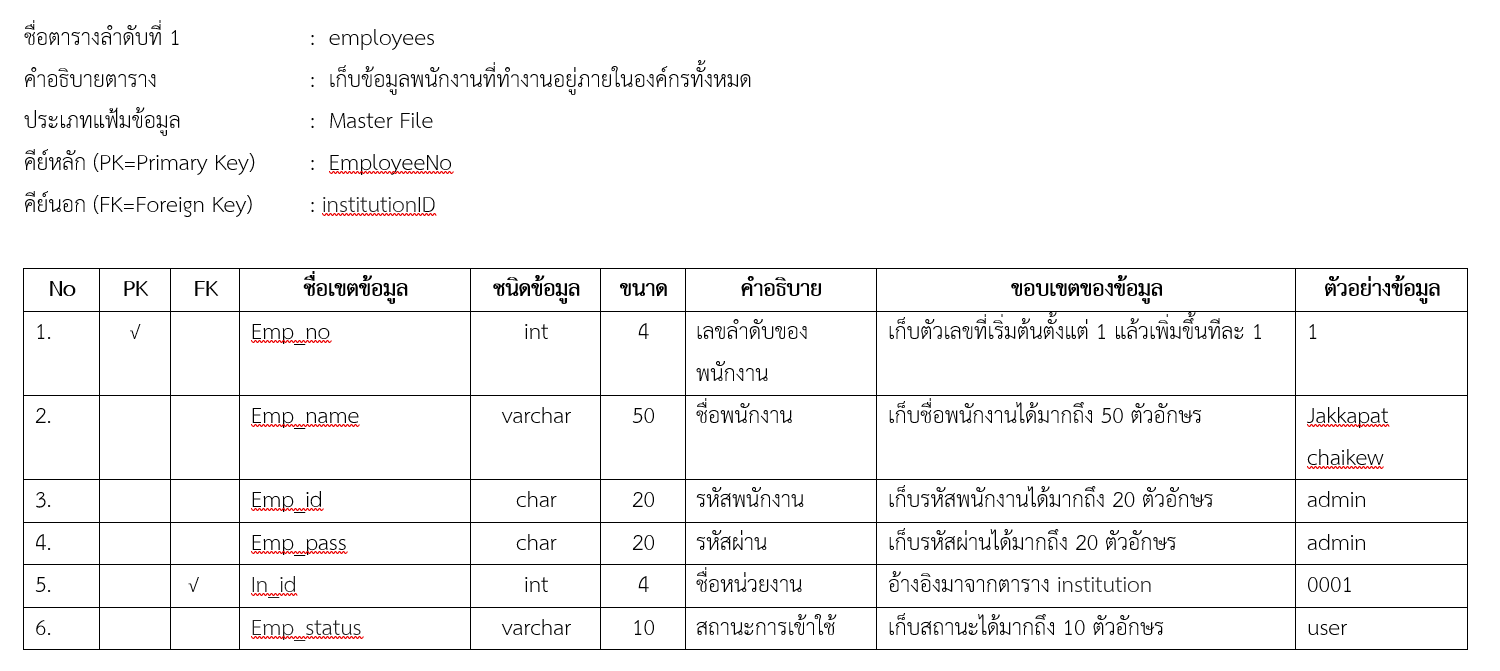 ชื่อตารางลำดับที่ 1 : employees
คำอธิบายตาราง : เก็บข้อมูลพนักงานที่ทำงานอยู่ภายในองค์กรทั้งหมด
ประเภทแฟ้มข้อมูล : Master File
คีย์หลัก (PK=Primary Key) : EmployeeNo
คีย์นอก (FK=Foreign Key) : institutionID
No PK FK ชื่อเขตข้อมูล ชนิดข้อมูล ขนาด คำอธิบาย ขอบเขตของข้อมูล ตัวอย่างข้อมูล
1. √ Emp_no int 4 เลขลำดับของ เก็บตัวเลขที่เริ่มต้นตั้งแต่ 1 แล้วเพิ่มขึ้นทีละ 1 1
พนักงาน
2. Emp_name varchar 50 ชื่อพนักงาน เก็บชื่อพนักงานได้มากถึง 50 ตัวอักษร Jakkapat
chaikew
3. Emp_id char 20 รหัสพนักงาน เก็บรหัสพนักงานได้มากถึง 20 ตัวอักษร admin
4. Emp_pass char 20 รหัสผ่าน เก็บรหัสผ่านได้มากถึง 20 ตัวอักษร admin
5. √ In_id int 4 ชื่อหน่วยงาน อ้างอิงมาจากตาราง institution 0001
6. Emp_status varchar 10 สถานะการเข้าใช้ เก็บสถานะได้มากถึง 10 ตัวอักษร user